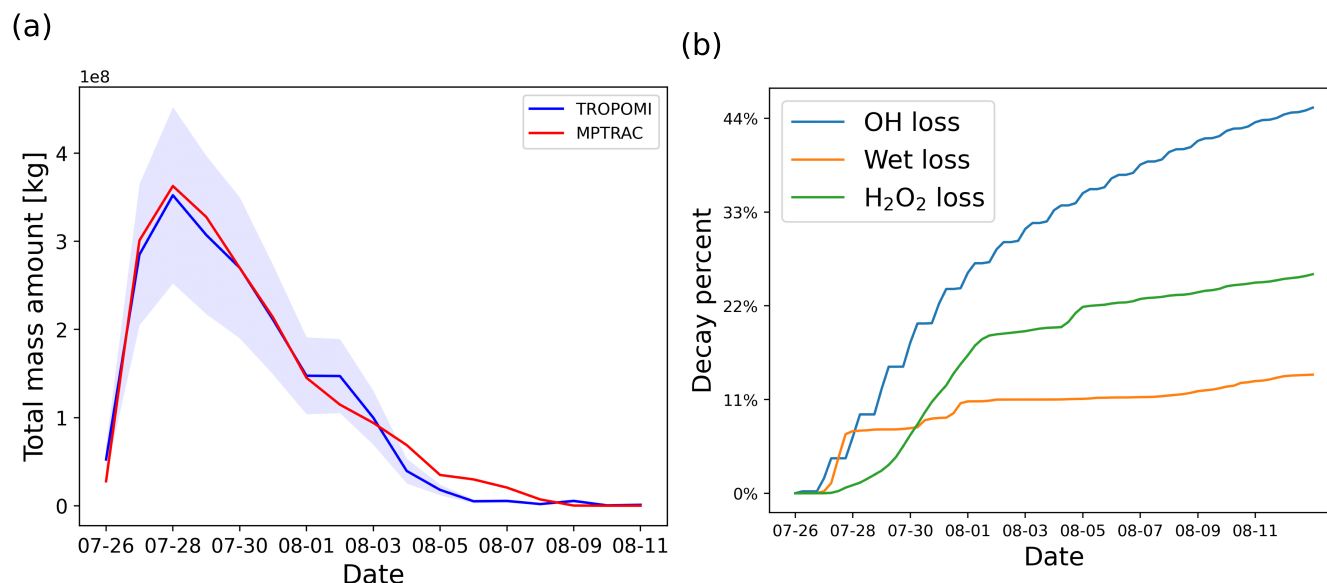 (a)
1e8
Total mass amount [kg]
4
3
2
1
0
TROPOMI
MPTRAC
07-26 07-28 07-30 08-01 08-03 08-05 08-07 08-09 08-11
Date
(b)
Decay percent
44%
33%
22%
11%
0%
OH loss
Wet loss
H₂O₂ loss
07-26 07-28 07-30 08-01 08-03 08-05 08-07 08-09 08-11
Date